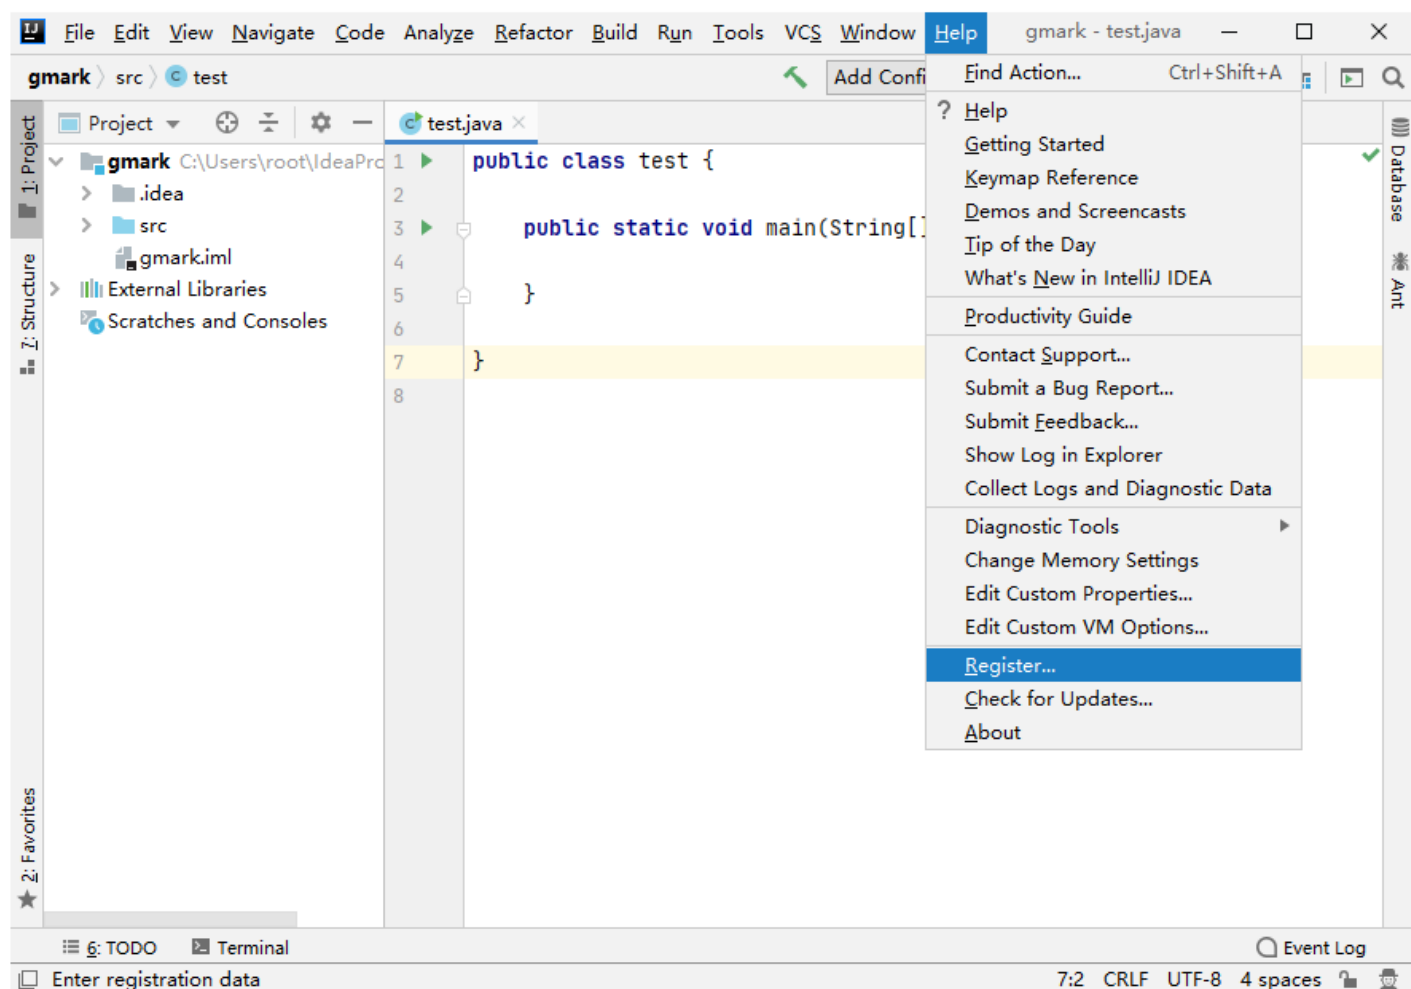 IJ File Edit View Navigate Code Analyze Refactor Build Run Tools VCS Window Help gmark - test.java
gmark src C test
Add Confi
1: Project
7: Structure
2: Favorites
Project
gmark C:\Users\root\IdeaPro
.idea
src
gmark.iml
External Libraries
Scratches and Consoles
C test.java
1 public class test {
2
3 public static void main(String[]
4
5 }
6
7 }
8
Find Action... Ctrl+Shift+A
? Help
Getting Started
Keymap Reference
Demos and Screencasts
Tip of the Day
What's New in IntelliJ IDEA
Productivity Guide
Contact Support...
Submit a Bug Report...
Submit Feedback...
Show Log in Explorer
Collect Logs and Diagnostic Data
Diagnostic Tools
Change Memory Settings
Edit Custom Properties...
Edit Custom VM Options...
Register...
Check for Updates...
About
Database
Ant
6: TODO Terminal Event Log
Enter registration data 7:2 CRLF UTF-8 4 spaces